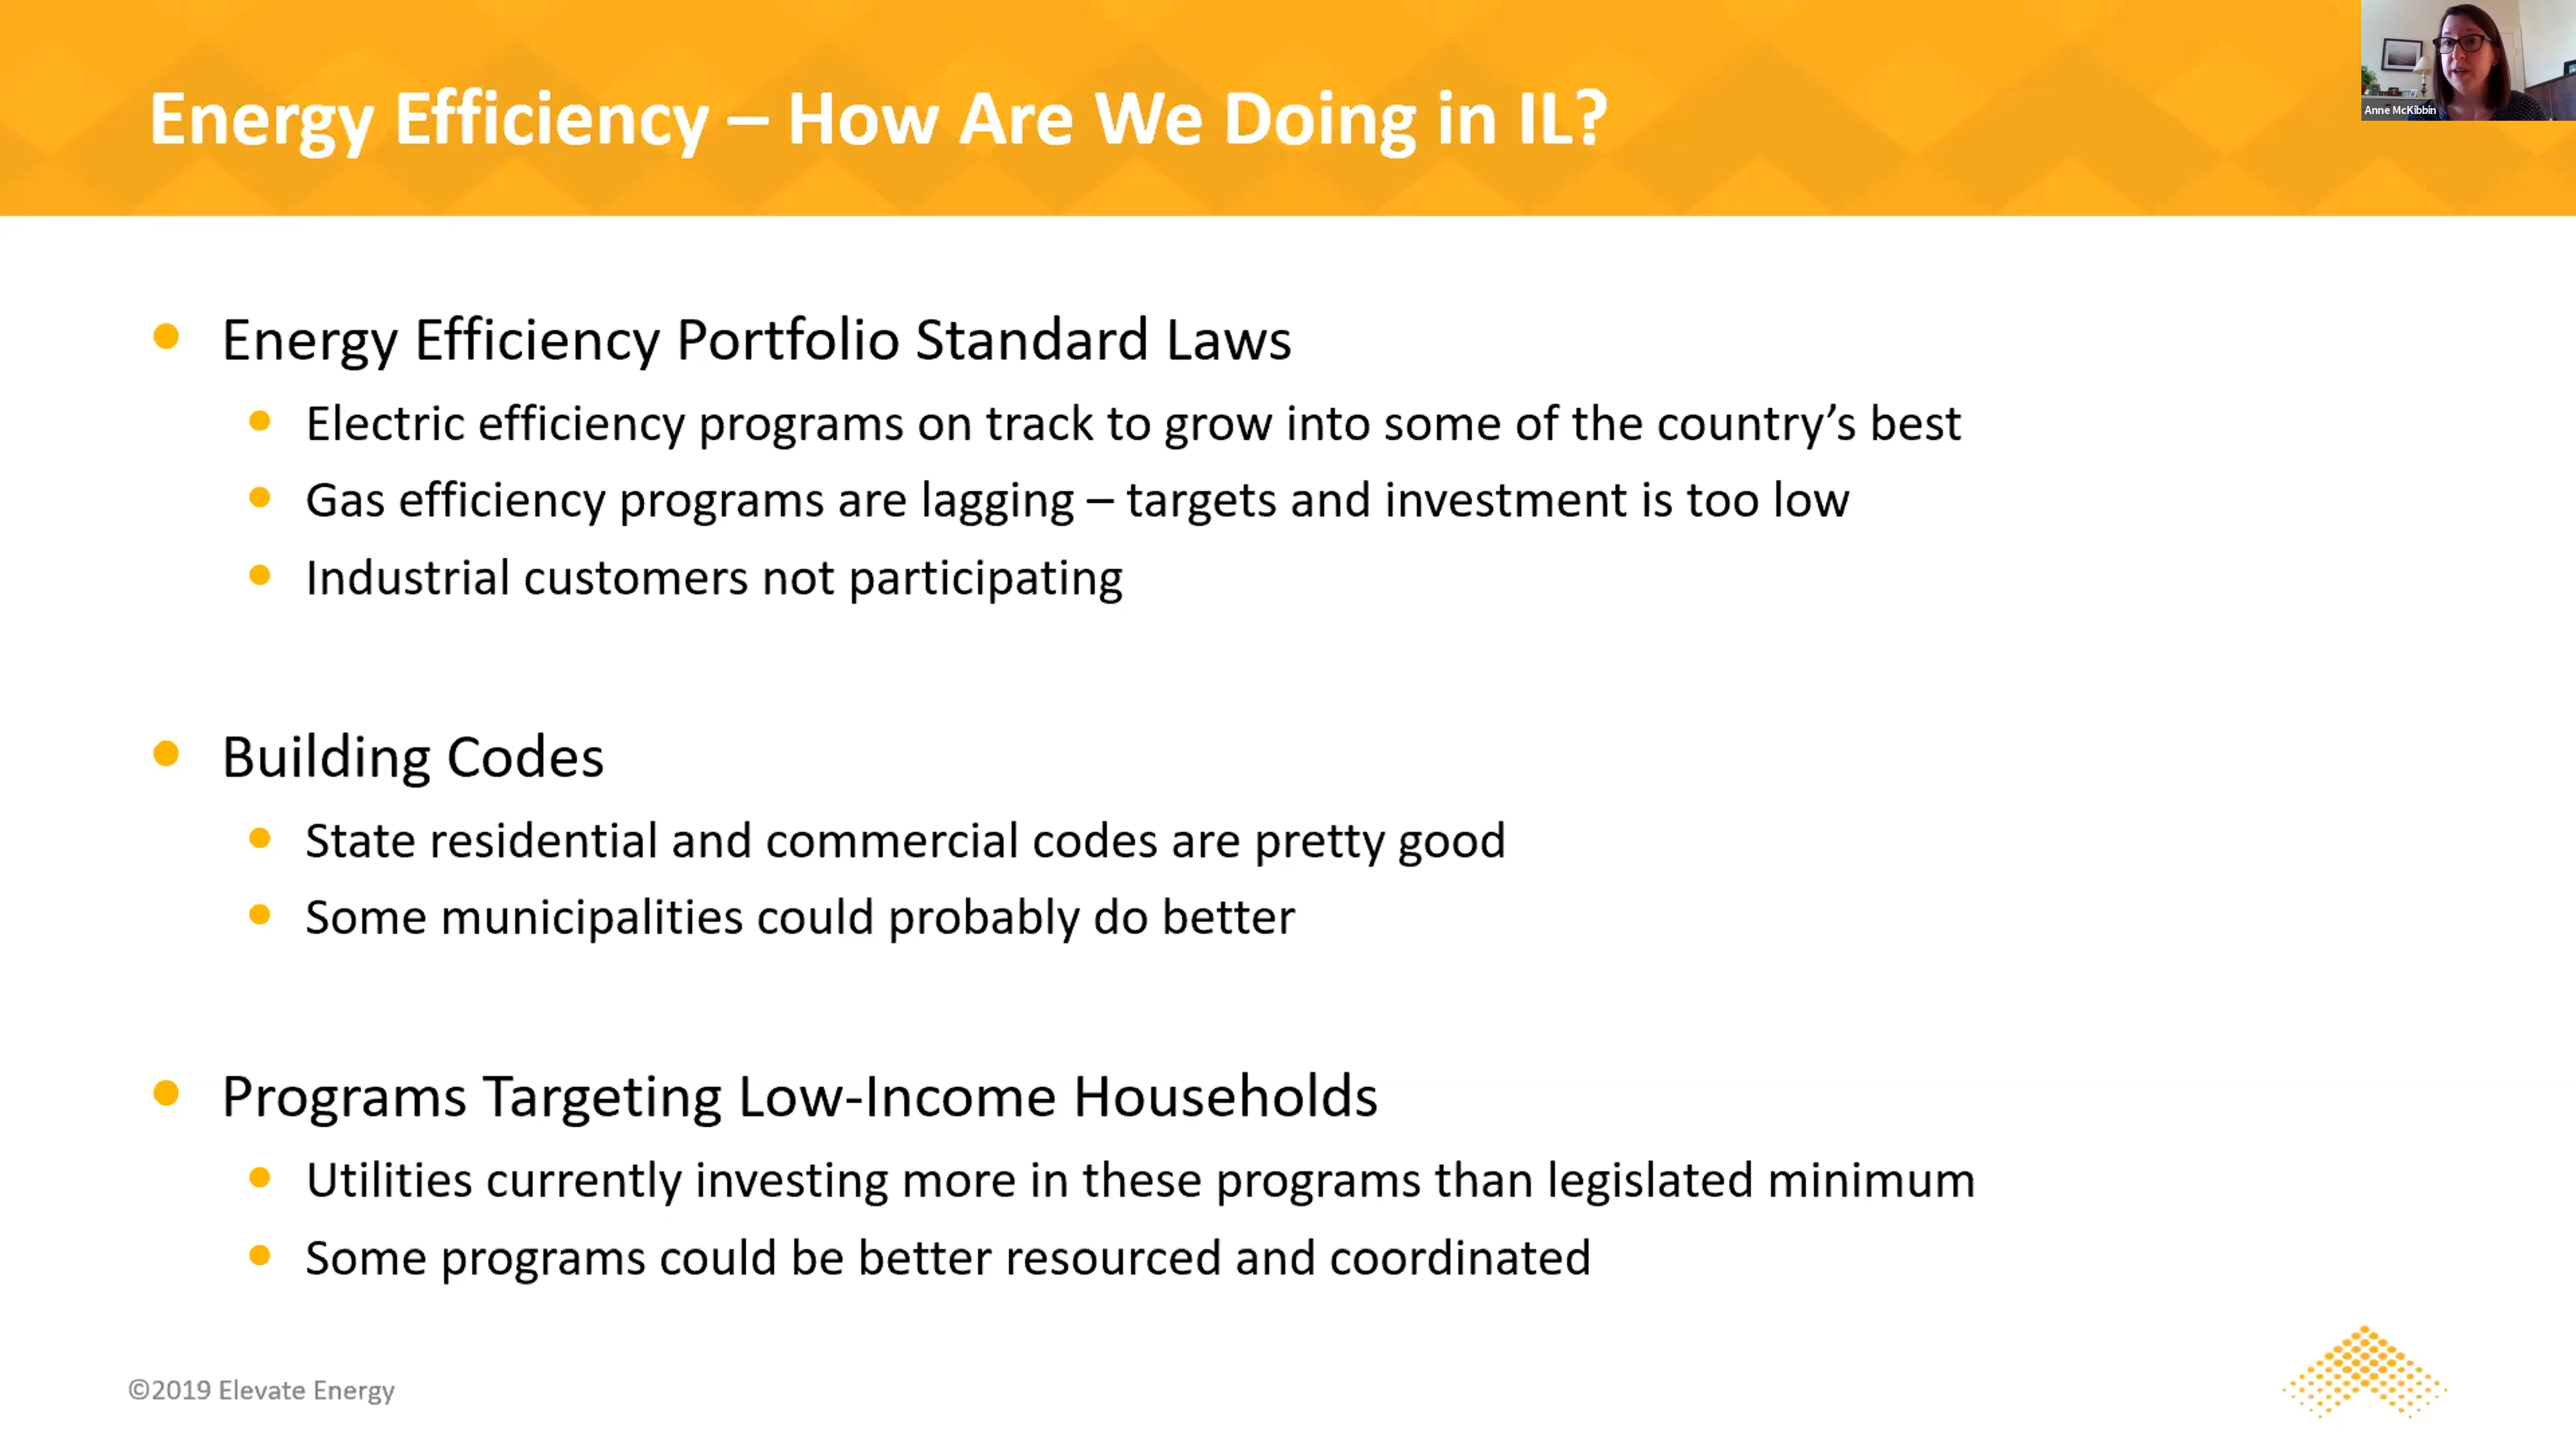 Energy Efficiency – How Are We Doing in IL?
Anne McKibbin
• Energy Efficiency Portfolio Standard Laws
• Electric efficiency programs on track to grow into some of the country’s best
• Gas efficiency programs are lagging – targets and investment is too low
• Industrial customers not participating
• Building Codes
• State residential and commercial codes are pretty good
• Some municipalities could probably do better
• Programs Targeting Low-Income Households
• Utilities currently investing more in these programs than legislated minimum
• Some programs could be better resourced and coordinated
©2019 Elevate Energy